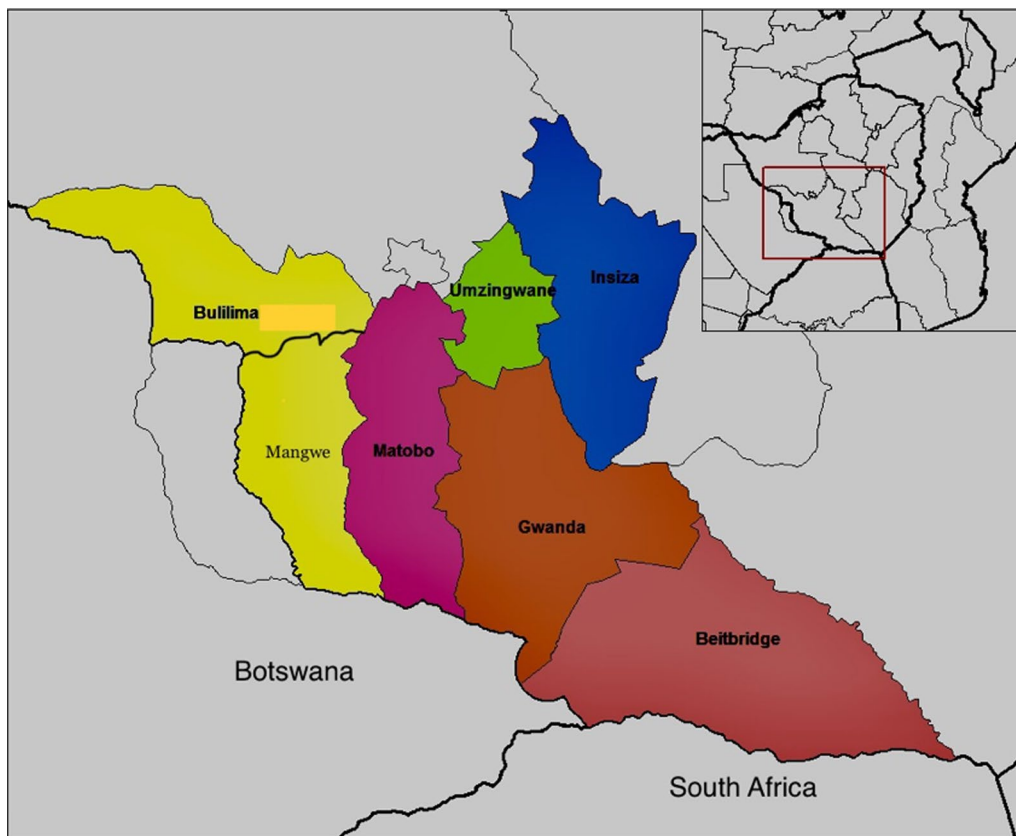 Umzingwane
Insiza
Bulilima
Mangwe
Matobo
Gwanda
Beitbridge
Botswana
South Africa